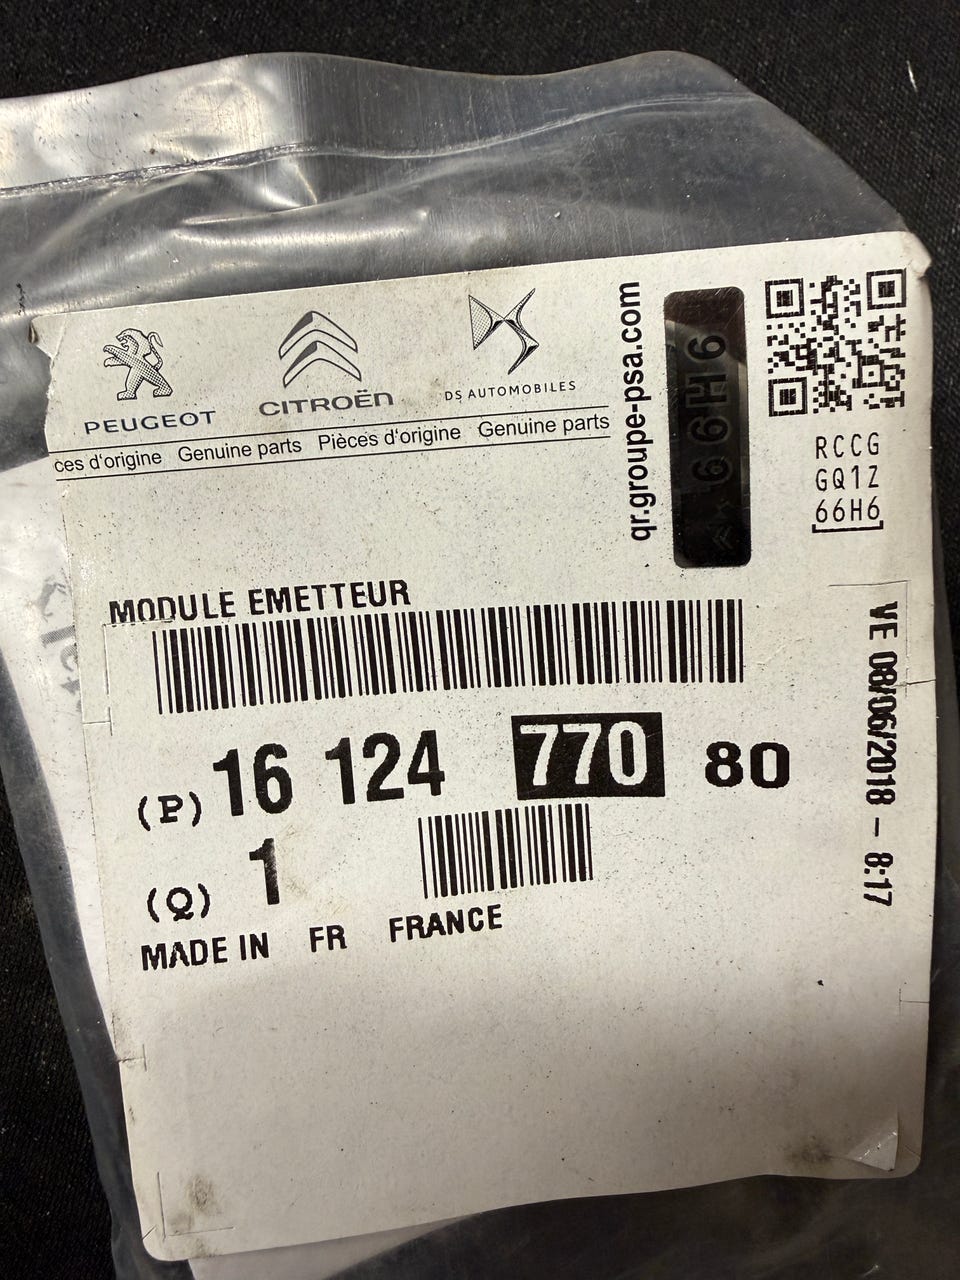 PEUGEOT
CITROËN
DS AUTOMOBILES
ces d'origine Genuine parts Pièces d'origine Genuine parts
qr.groupe-psa.com
66H6
RCCG
GQ1Z
66H6
MODULE EMETTEUR
(P) 16 124 770 80
(Q) 1
MADE IN FR FRANCE
VE 08/06/2018 - 8:17